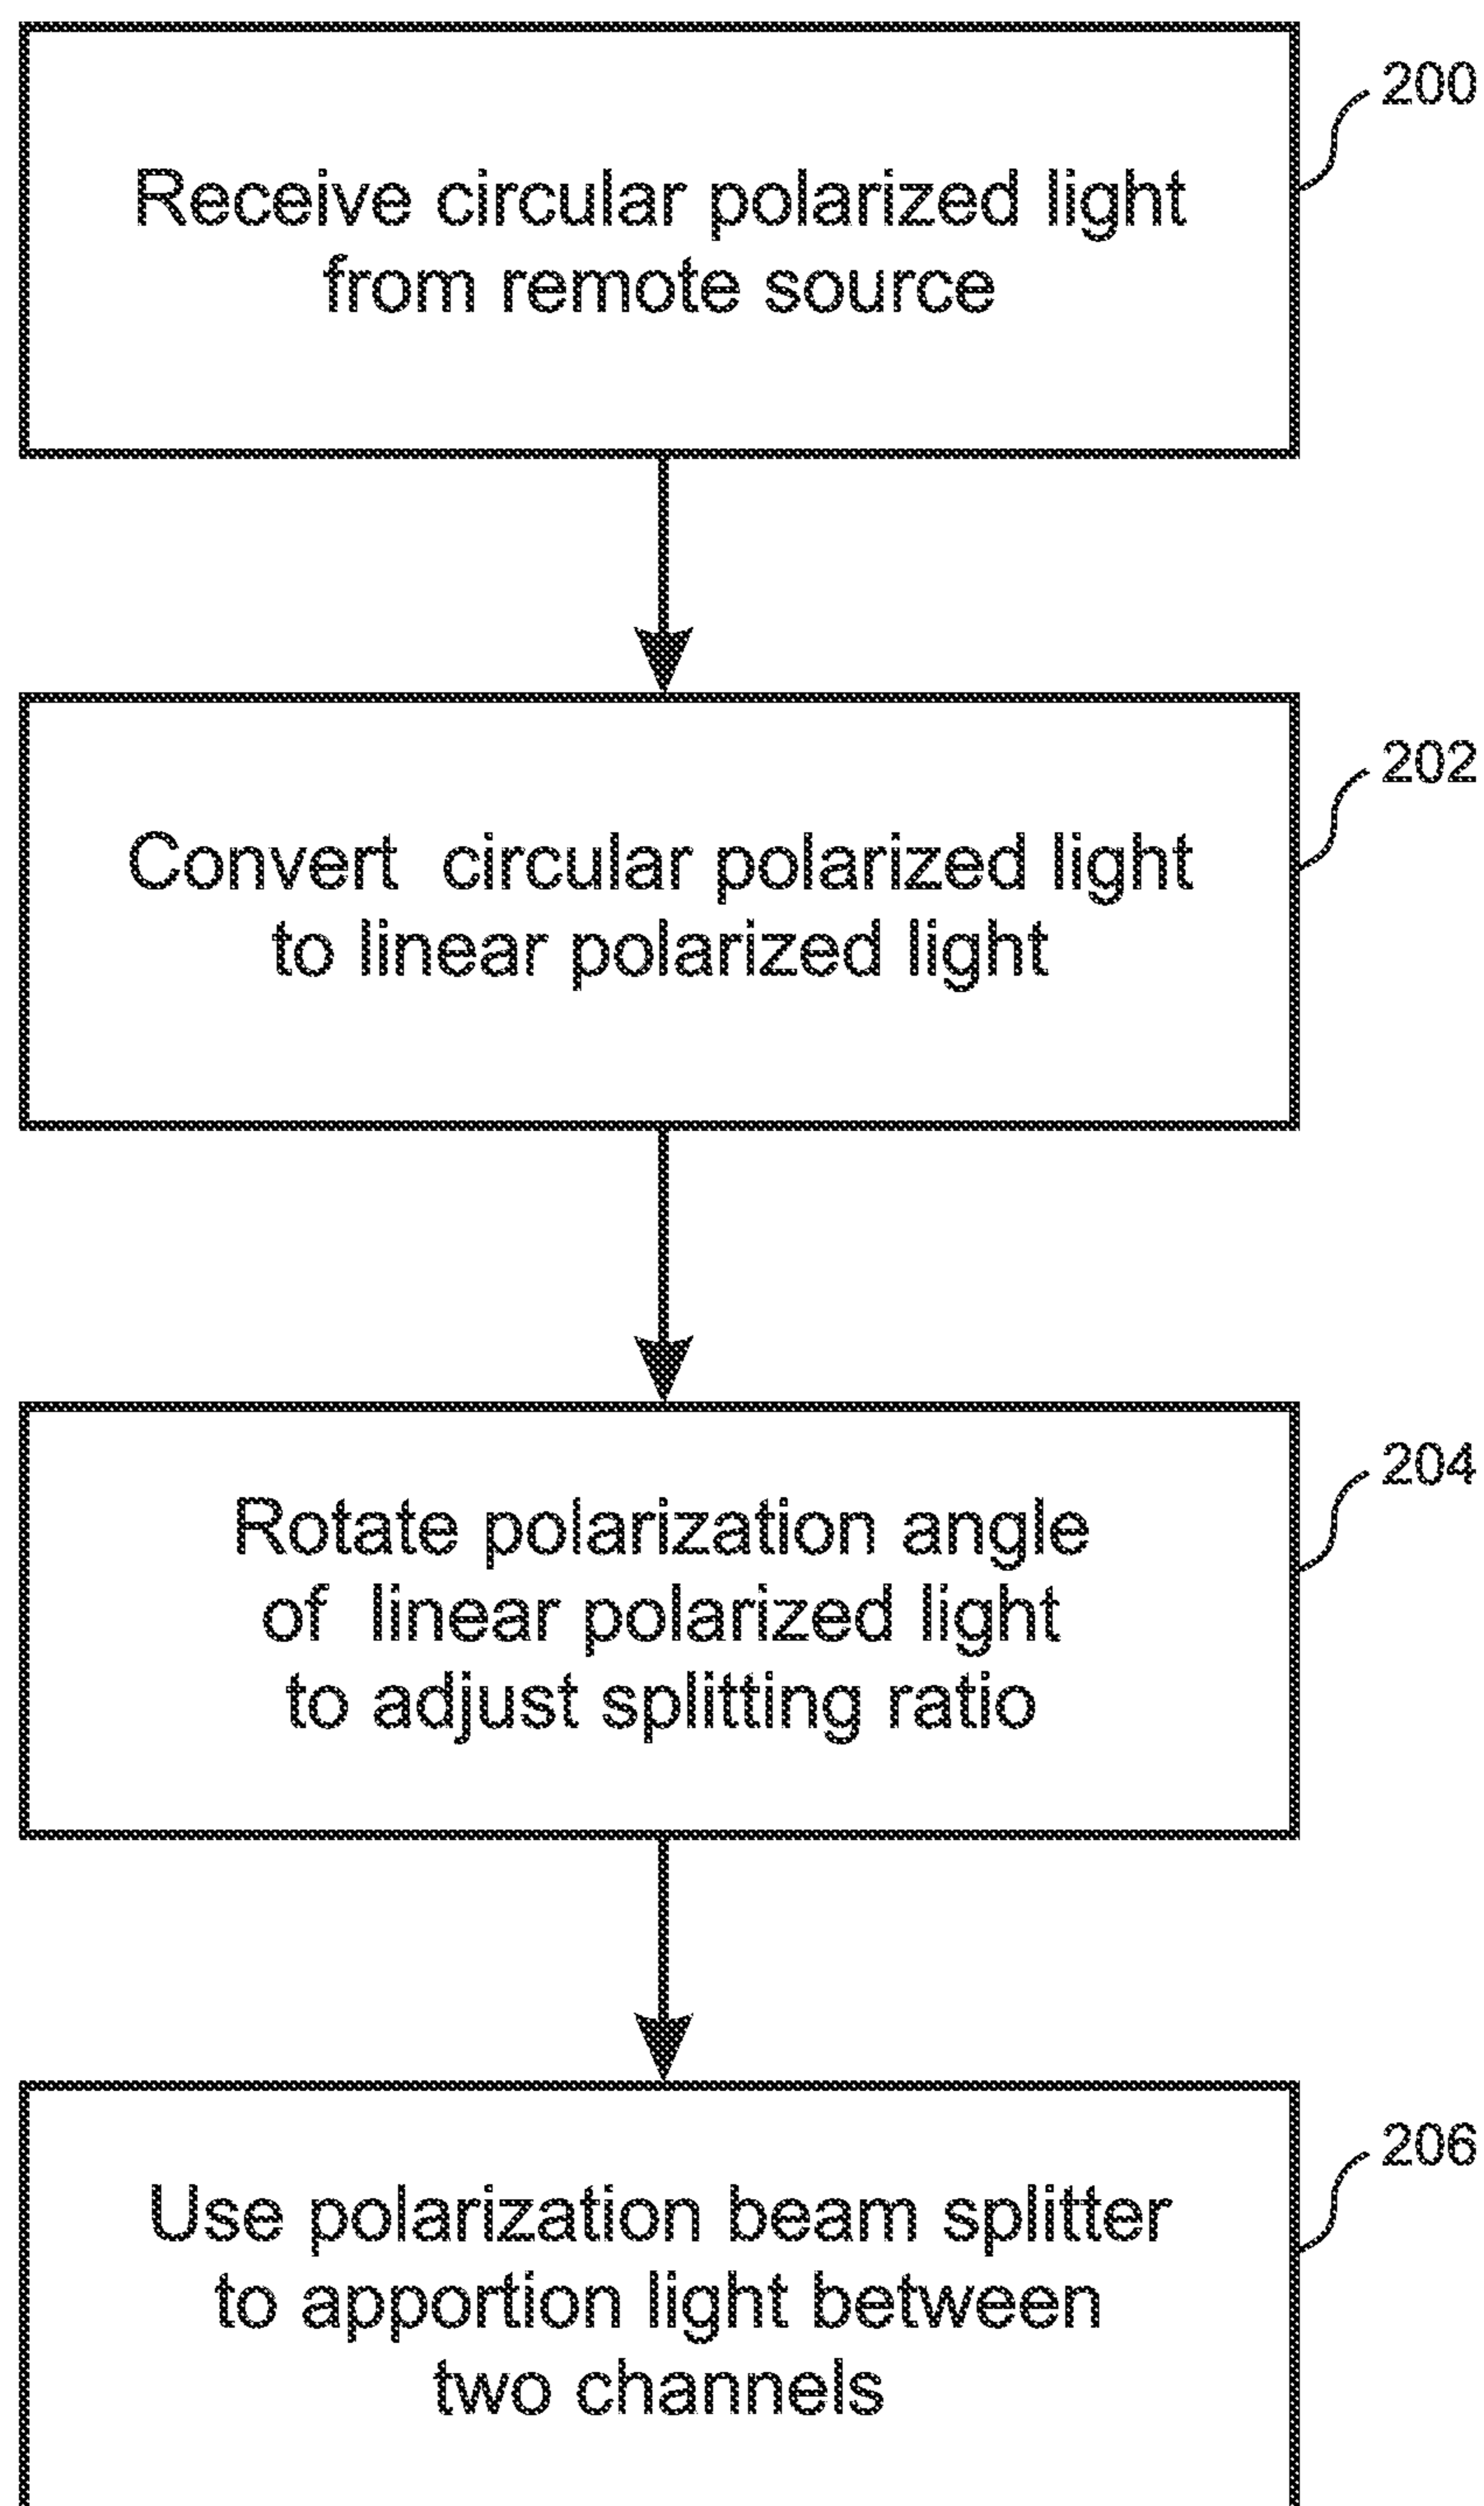 200
Receive circular polarized light
from remote source
202
Convert circular polarized light
to linear polarized light
204
Rotate polarization angle
of linear polarized light
to adjust splitting ratio
206
Use polarization beam splitter
to apportion light between
two channels